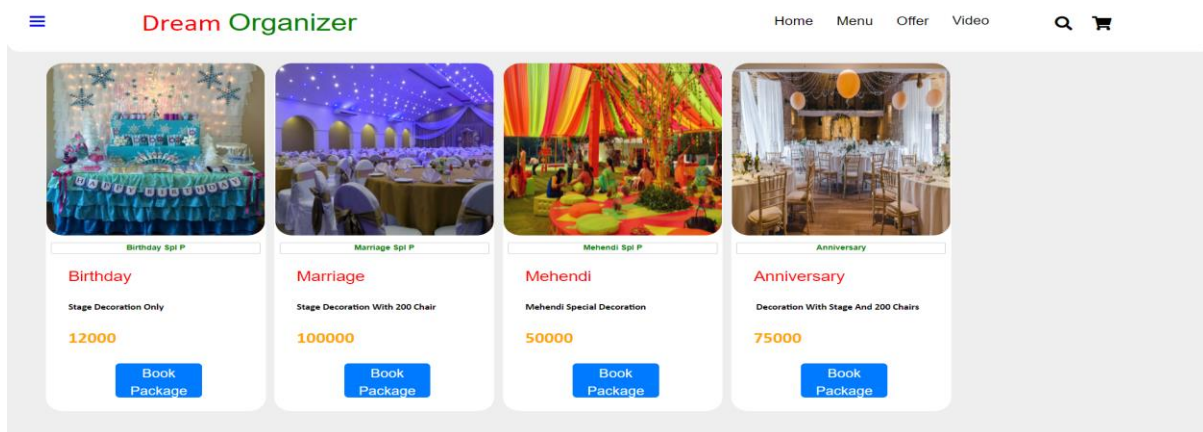 Dream Organizer
Home Menu Offer Video
HAPPY BIRTHDAY
Birthday Spl P
Birthday
Stage Decoration Only
12000
Book
Package
Marriage Spl P
Marriage
Stage Decoration With 200 Chair
100000
Book
Package
Mehendi Spl P
Mehendi
Mehendi Special Decoration
50000
Book
Package
Anniversary
Anniversary
Decoration With Stage And 200 Chairs
75000
Book
Package